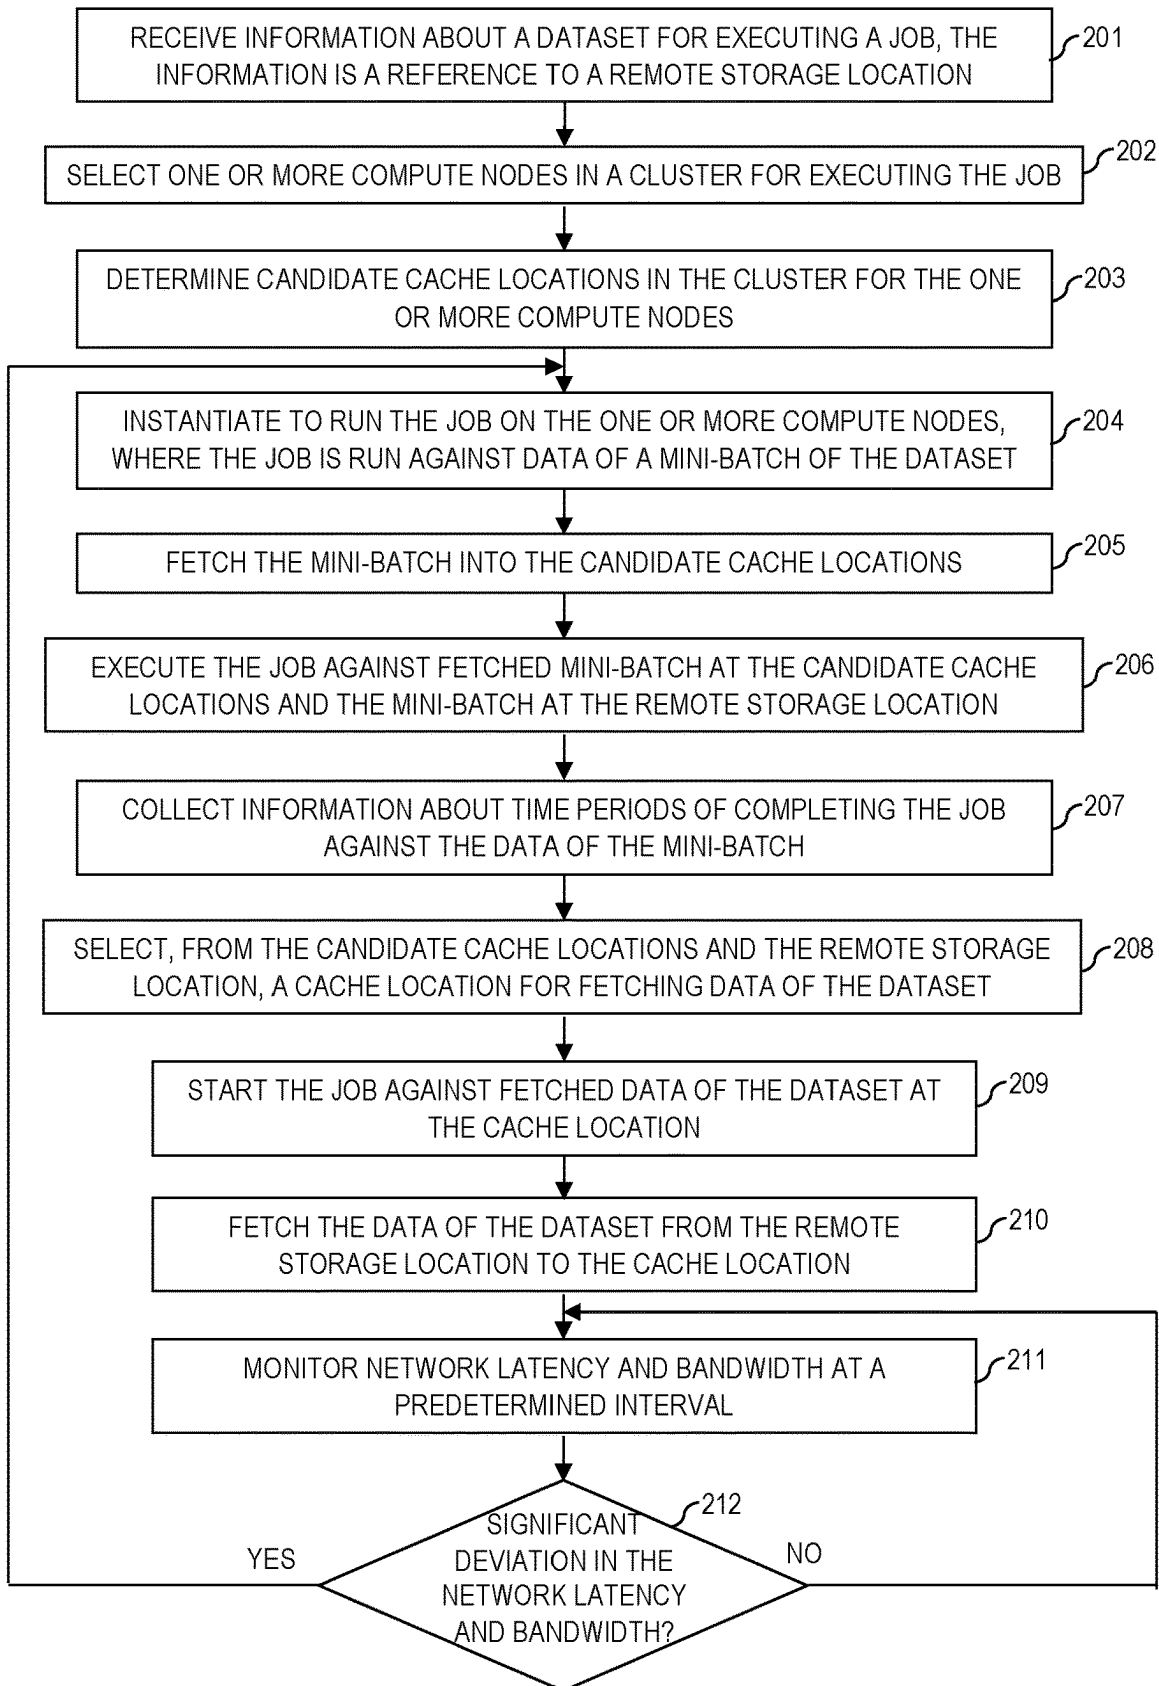 RECEIVE INFORMATION ABOUT A DATASET FOR EXECUTING A JOB, THE
INFORMATION IS A REFERENCE TO A REMOTE STORAGE LOCATION
201
SELECT ONE OR MORE COMPUTE NODES IN A CLUSTER FOR EXECUTING THE JOB
202
DETERMINE CANDIDATE CACHE LOCATIONS IN THE CLUSTER FOR THE ONE
OR MORE COMPUTE NODES
203
INSTANTIATE TO RUN THE JOB ON THE ONE OR MORE COMPUTE NODES,
WHERE THE JOB IS RUN AGAINST DATA OF A MINI-BATCH OF THE DATASET
204
FETCH THE MINI-BATCH INTO THE CANDIDATE CACHE LOCATIONS
205
EXECUTE THE JOB AGAINST FETCHED MINI-BATCH AT THE CANDIDATE CACHE
LOCATIONS AND THE MINI-BATCH AT THE REMOTE STORAGE LOCATION
206
COLLECT INFORMATION ABOUT TIME PERIODS OF COMPLETING THE JOB
AGAINST THE DATA OF THE MINI-BATCH
207
SELECT, FROM THE CANDIDATE CACHE LOCATIONS AND THE REMOTE STORAGE
LOCATION, A CACHE LOCATION FOR FETCHING DATA OF THE DATASET
208
START THE JOB AGAINST FETCHED DATA OF THE DATASET AT
THE CACHE LOCATION
209
FETCH THE DATA OF THE DATASET FROM THE REMOTE
STORAGE LOCATION TO THE CACHE LOCATION
210
MONITOR NETWORK LATENCY AND BANDWIDTH AT A
PREDETERMINED INTERVAL
211
212
SIGNIFICANT
DEVIATION IN THE
NETWORK LATENCY
AND BANDWIDTH?
YES
NO